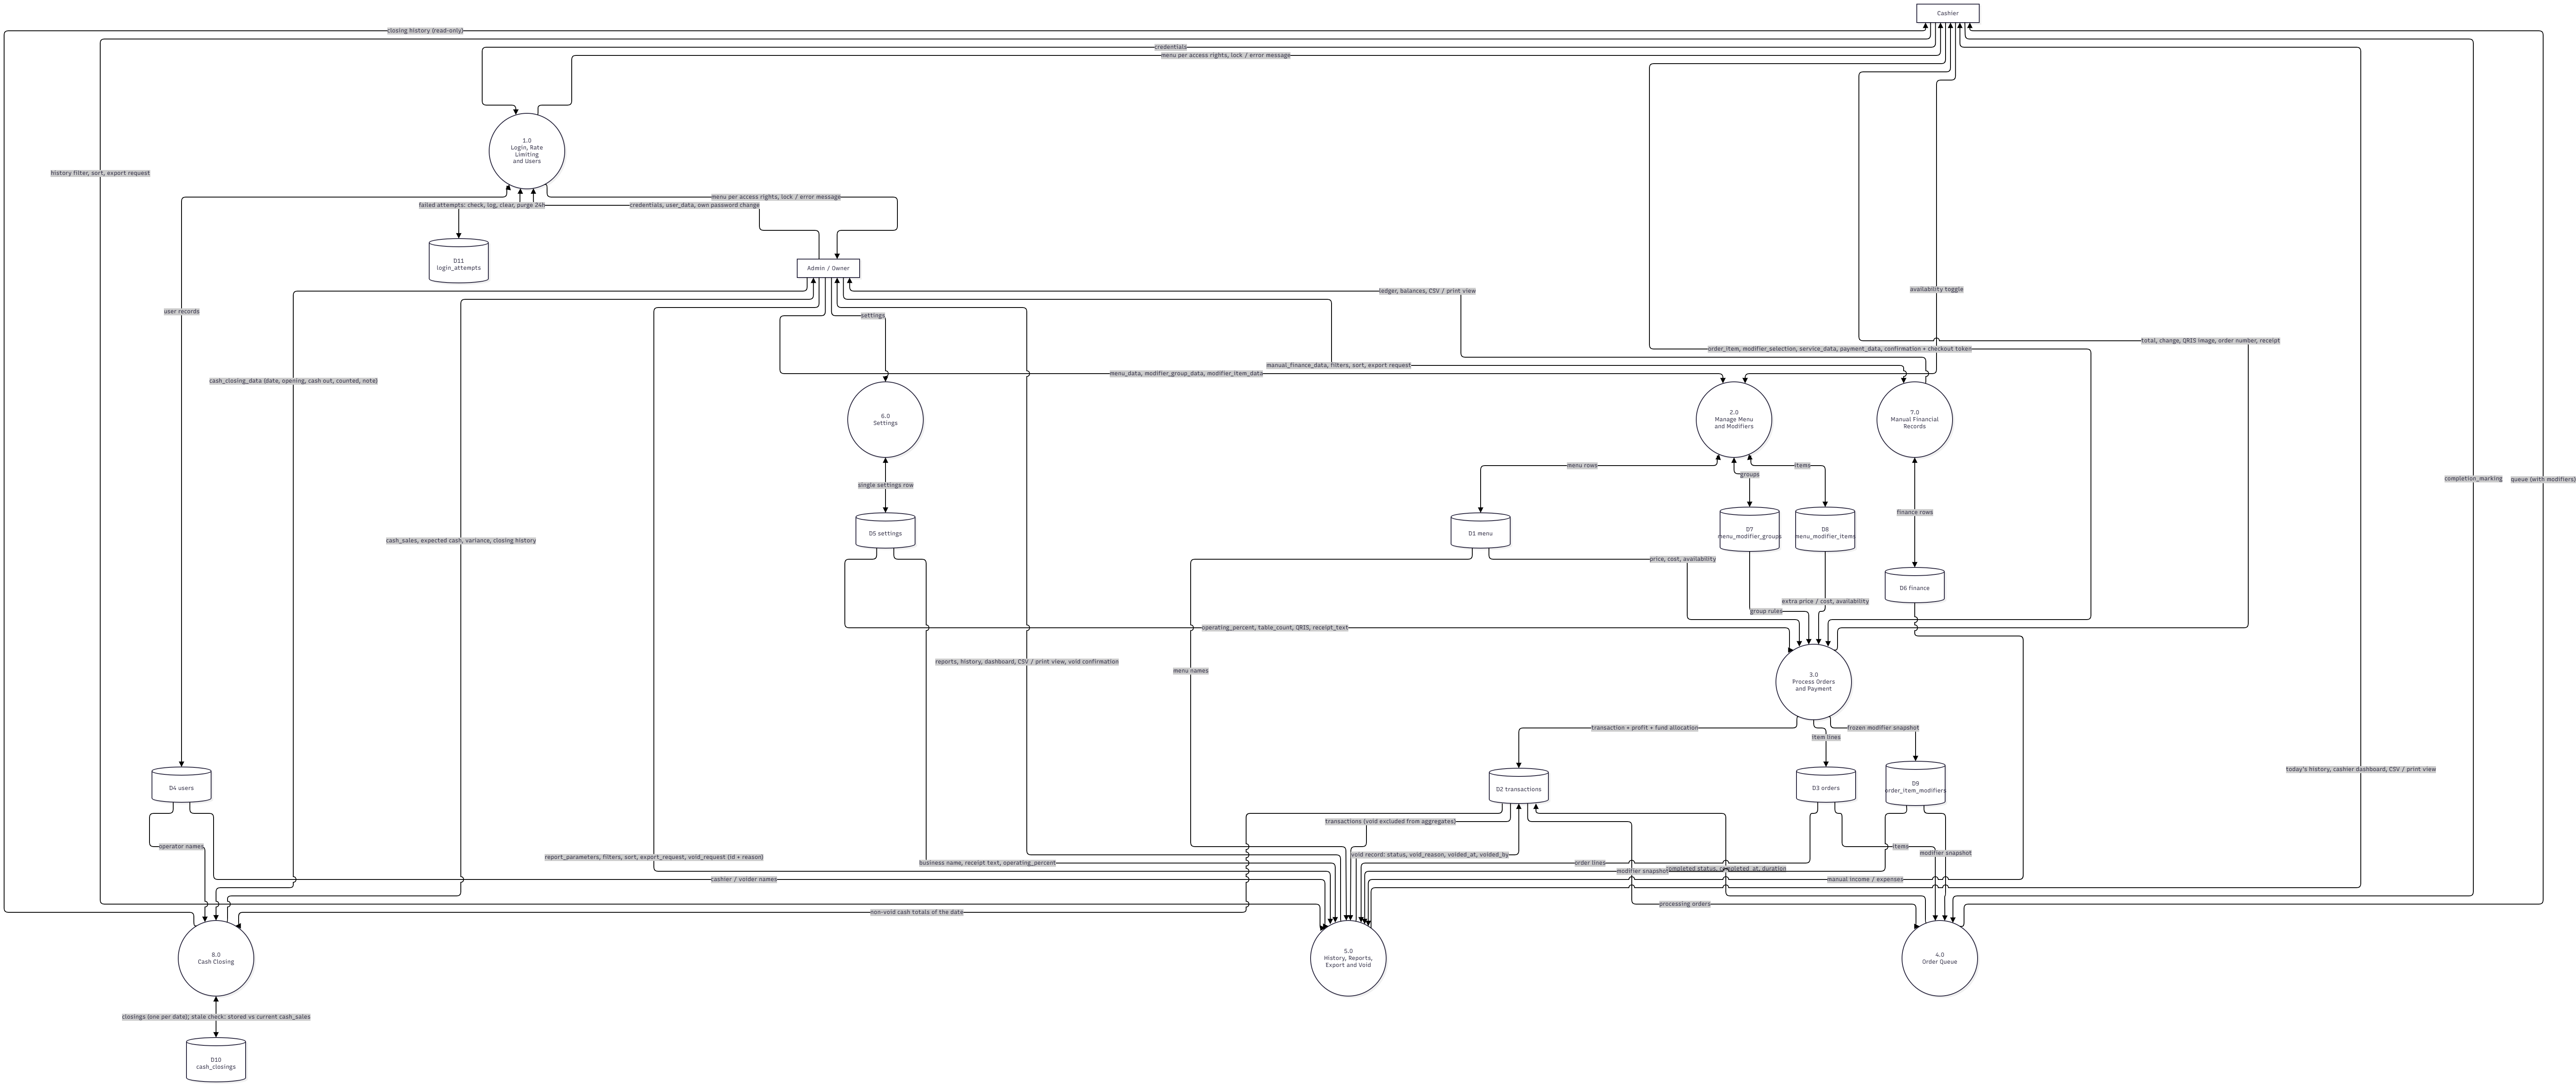 Cashier
closing history (read-only)
credentials
menu per access rights, lock / error message
1.0
Login, Rate
Limiting
and Users
history filter, sort, export request
menu per access rights, lock / error message
failed attempts: check, log, clear, purge 24h
credentials, user_data, own password change
D11
login_attempts
Admin / Owner
availability toggle
ledger, balances, CSV / print view
user records
settings
total, change, QRIS image, order number, receipt
order_item, modifier_selection, service_data, payment_data, confirmation + checkout token
manual_finance_data, filters, sort, export request
menu_data, modifier_group_data, modifier_item_data
cash_closing_data (date, opening, cash out, counted, note)
6.0
Settings
2.0
Manage Menu
and Modifiers
7.0
Manual Financial
Records
menu rows
items
groups
completion_marking
queue (with modifiers)
single settings row
finance rows
D5 settings
D1 menu
D7
menu_modifier_groups
D8
menu_modifier_items
cash_sales, expected cash, variance, closing history
price, cost, availability
D6 finance
extra price / cost, availability
group rules
operating_percent, table_count, QRIS, receipt_text
reports, history, dashboard, CSV / print view, void confirmation
menu names
3.0
Process Orders
and Payment
transaction + profit + fund allocation
frozen modifier snapshot
item lines
today's history, cashier dashboard, CSV / print view
D4 users
D2 transactions
D3 orders
D9
order_item_modifiers
transactions (void excluded from aggregates)
operator names
items
modifier snapshot
report_parameters, filters, sort, export_request, void_request (id + reason)
void record: status, void_reason, voided_at, voided_by
business name, receipt text, operating_percent
order lines
modifier snapshot
completed status, completed_at, duration
cashier / voider names
manual income / expenses
processing orders
non-void cash totals of the date
8.0
Cash Closing
5.0
History, Reports,
Export and Void
4.0
Order Queue
closings (one per date); stale check: stored vs current cash_sales
D10
cash_closings